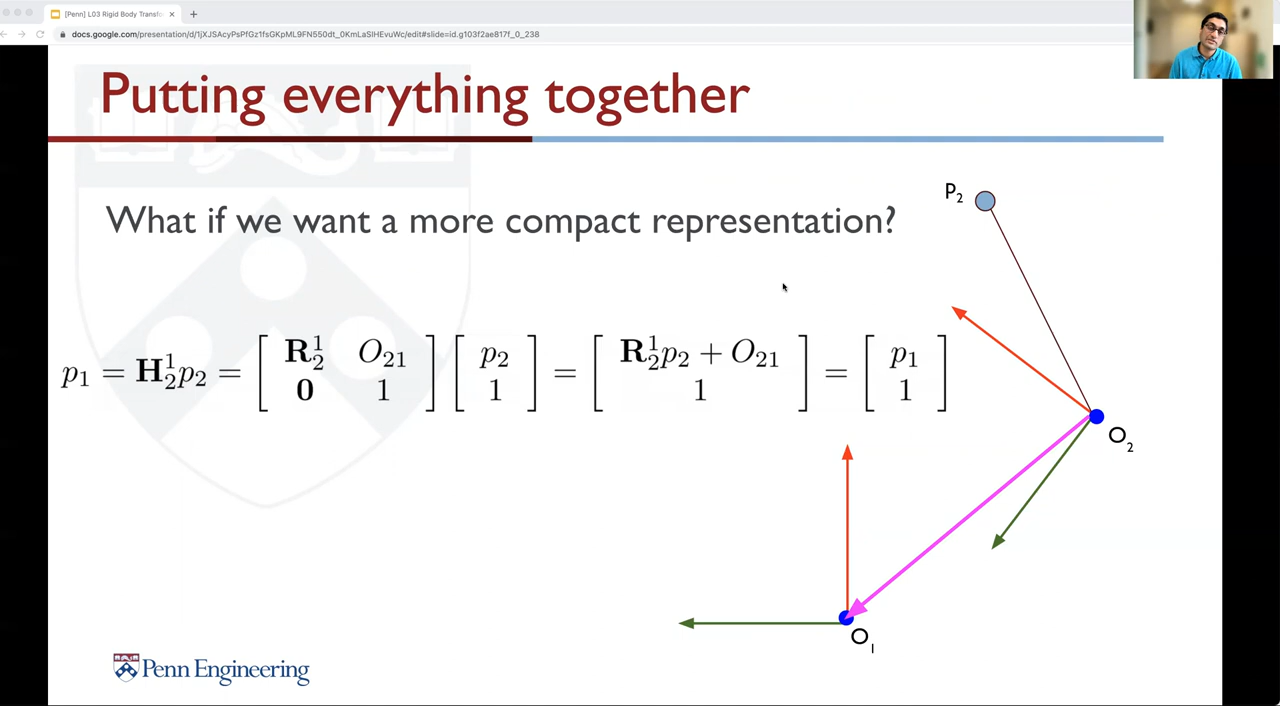 [Penn] L03 Rigid Body Transfo
docs.google.com/presentation/d/1jXJSAcyPsPfGz1fsGKpML9FN550dt_0KmLaSlHEvuWc/edit#slide=id.g103f2ae817f_0_238
Putting everything together
What if we want a more compact representation?
P₂
p₁ = H₂¹p₂ = [ R₂¹ O₂₁ ; 0 1 ] [ p₂ ; 1 ] = [ R₂¹p₂ + O₂₁ ; 1 ] = [ p₁ ; 1 ]
O₂
O₁
Penn Engineering